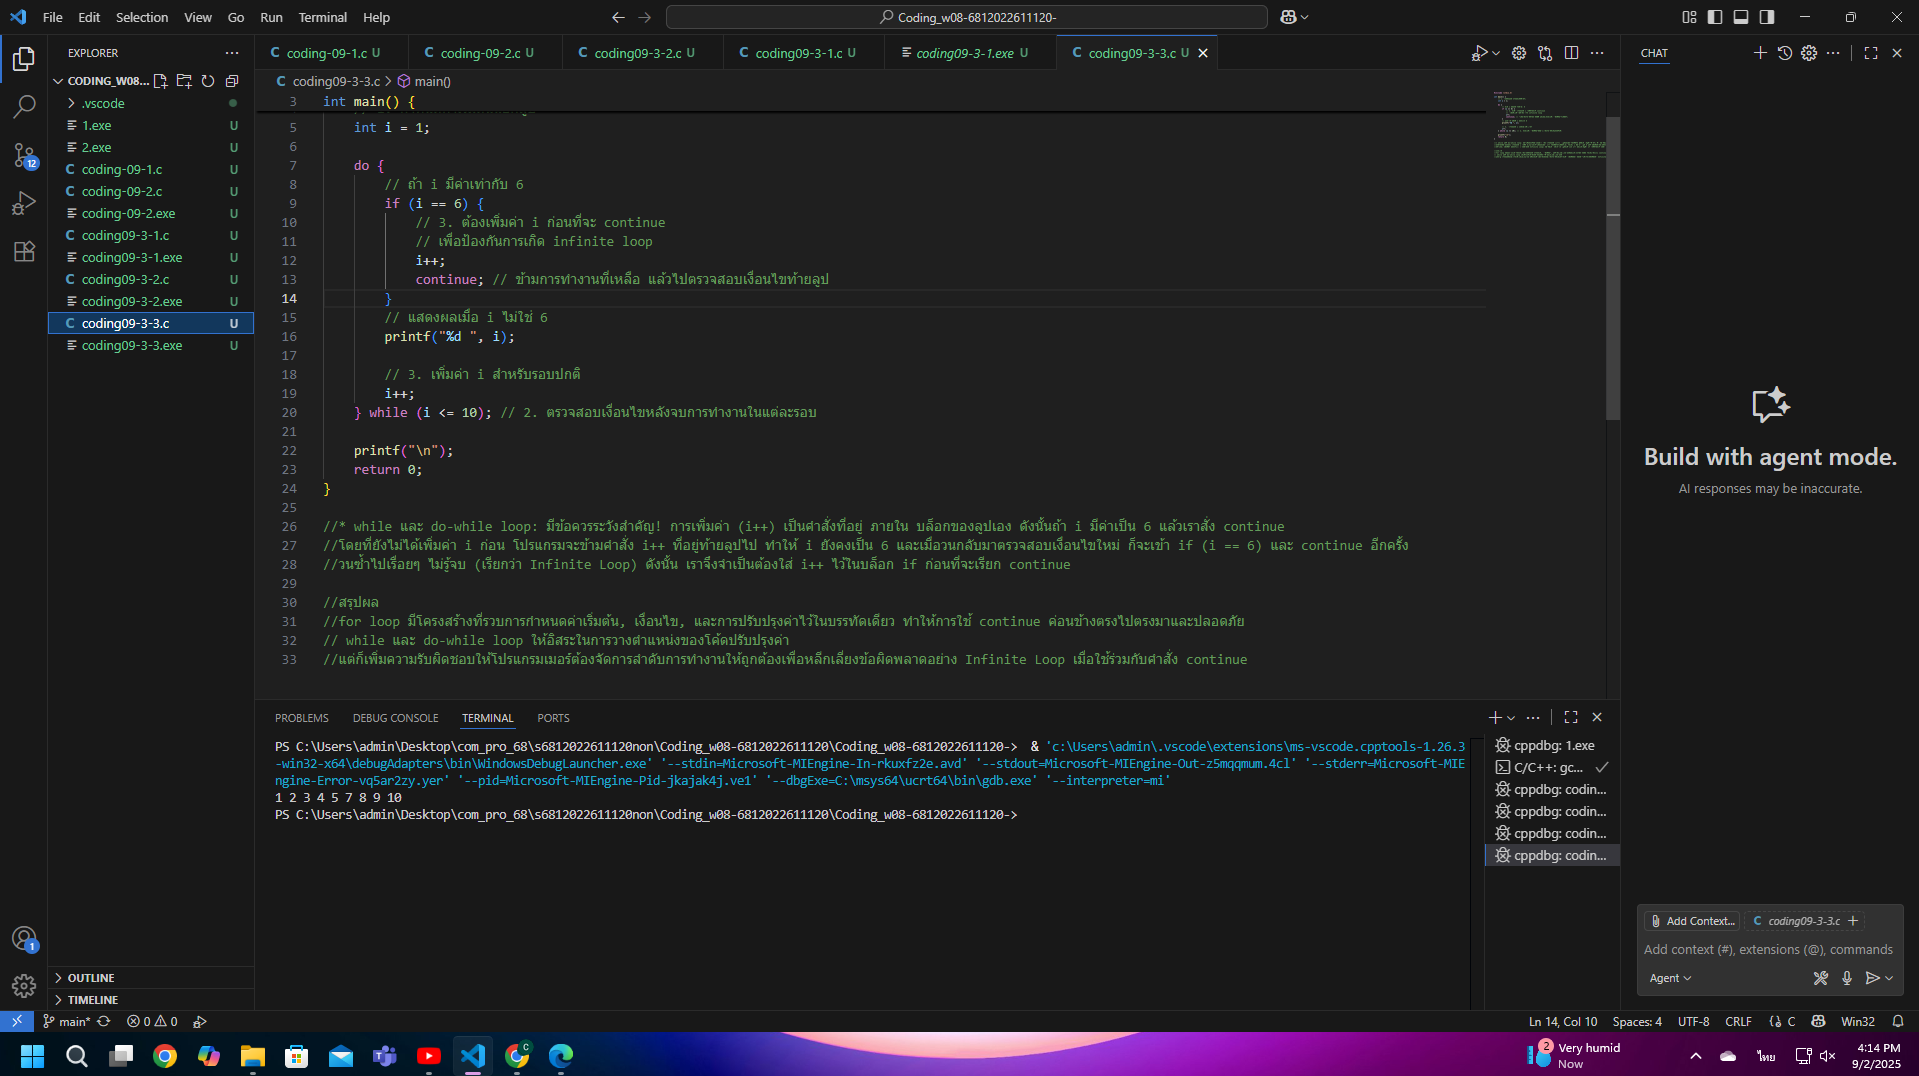 File Edit Selection View Go Run Terminal Help
Coding_w08-6812022611120-
EXPLORER
CODING_W08...
.vscode
1.exe U
2.exe U
coding-09-1.c U
coding-09-2.c U
coding-09-2.exe U
coding09-3-1.c U
coding09-3-1.exe U
coding09-3-2.c U
coding09-3-2.exe U
coding09-3-3.c U
coding09-3-3.exe U
OUTLINE
TIMELINE
12
1
coding-09-1.c U coding-09-2.c U coding09-3-2.c U coding09-3-1.c U coding09-3-1.exe U coding09-3-3.c U
coding09-3-3.c > main()
3 int main() {
5 int i = 1;
6
7 do {
8 // ถ้า i มีค่าเท่ากับ 6
9 if (i == 6) {
10 // 3. ต้องเพิ่มค่า i ก่อนที่จะ continue
11 // เพื่อป้องกันการเกิด infinite loop
12 i++;
13 continue; // ข้ามการทำงานที่เหลือ แล้วไปตรวจสอบเงื่อนไขท้ายลูป
14 }
15 // แสดงผลเมื่อ i ไม่ใช่ 6
16 printf("%d ", i);
17
18 // 3. เพิ่มค่า i สำหรับรอบปกติ
19 i++;
20 } while (i <= 10); // 2. ตรวจสอบเงื่อนไขหลังจบการทำงานในแต่ละรอบ
21
22 printf("\n");
23 return 0;
24 }
25
26 //* while และ do-while loop: มีข้อควรระวังสำคัญ! การเพิ่มค่า (i++) เป็นคำสั่งที่อยู่ ภายใน บล็อกของลูปเอง ดังนั้นถ้า i มีค่าเป็น 6 แล้วเราสั่ง continue
27 //โดยที่ยังไม่ได้เพิ่มค่า i ก่อน โปรแกรมจะข้ามคำสั่ง i++ ที่อยู่ท้ายลูปไป ทำให้ i ยังคงเป็น 6 และเมื่อวนกลับมาตรวจสอบเงื่อนไขใหม่ ก็จะเข้า if (i == 6) และ continue อีกครั้ง
28 //วนซ้ำไปเรื่อยๆ ไม่รู้จบ (เรียกว่า Infinite Loop) ดังนั้น เราจึงจำเป็นต้องใส่ i++ ไว้ในบล็อก if ก่อนที่จะเรียก continue
29
30 //สรุปผล
31 //for loop มีโครงสร้างที่รวบการกำหนดค่าเริ่มต้น, เงื่อนไข, และการปรับปรุงค่าไว้ในบรรทัดเดียว ทำให้การใช้ continue ค่อนข้างตรงไปตรงมาและปลอดภัย
32 // while และ do-while loop ให้อิสระในการวางตำแหน่งของโค้ดปรับปรุงค่า
33 //แต่ก็เพิ่มความรับผิดชอบให้โปรแกรมเมอร์ต้องจัดการลำดับการทำงานให้ถูกต้องเพื่อหลีกเลี่ยงข้อผิดพลาดอย่าง Infinite Loop เมื่อใช้ร่วมกับคำสั่ง continue
PROBLEMS DEBUG CONSOLE TERMINAL PORTS
PS C:\Users\admin\Desktop\com_pro_68\s6812022611120non\Coding_w08-6812022611120\Coding_w08-6812022611120-> & 'c:\Users\admin\.vscode\extensions\ms-vscode.cpptools-1.26.3
-win32-x64\debugAdapters\bin\WindowsDebugLauncher.exe' '--stdin=Microsoft-MIEngine-In-rkuxfz2e.avd' '--stdout=Microsoft-MIEngine-Out-z5mqqmum.4cl' '--stderr=Microsoft-MIE
ngine-Error-vq5ar2zy.yer' '--pid=Microsoft-MIEngine-Pid-jkajak4j.ve1' '--dbgExe=C:\msys64\ucrt64\bin\gdb.exe' '--interpreter=mi'
1 2 3 4 5 7 8 9 10
PS C:\Users\admin\Desktop\com_pro_68\s6812022611120non\Coding_w08-6812022611120\Coding_w08-6812022611120->
cppdbg: 1.exe
C/C++: gc...
cppdbg: codin...
cppdbg: codin...
cppdbg: codin...
cppdbg: codin...
CHAT
Build with agent mode.
AI responses may be inaccurate.
Add Context... coding09-3-3.c
Add context (#), extensions (@), commands
Agent
main* 0 0
Ln 14, Col 10 Spaces: 4 UTF-8 CRLF C Win32
2 Very humid
Now
ไทย
4:14 PM
9/2/2025